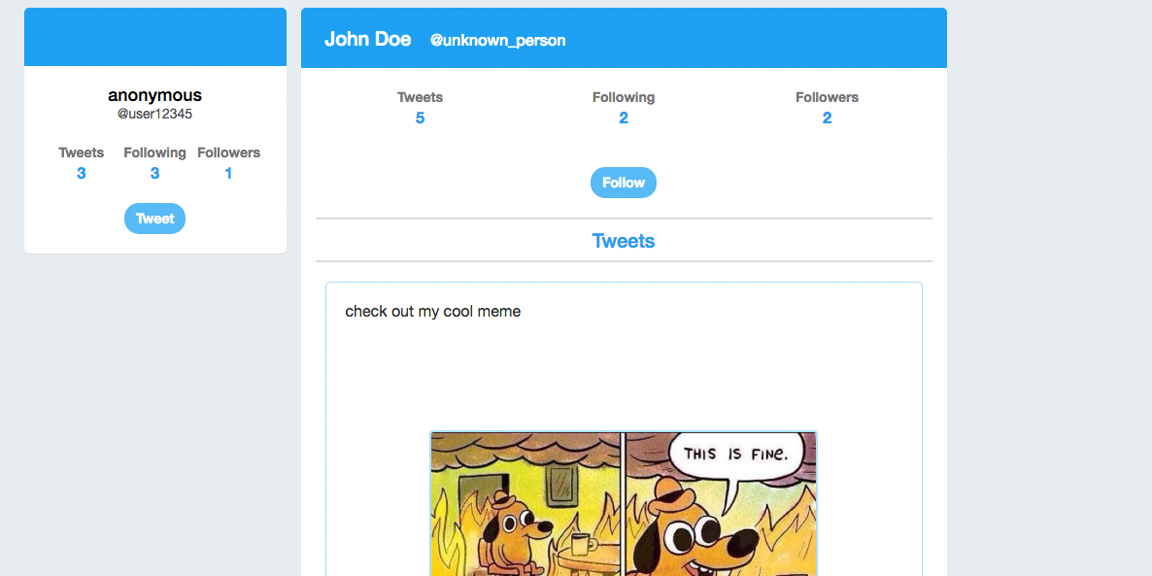 anonymous
@user12345
Tweets Following Followers
3 3 1
Tweet
John Doe @unknown_person
Tweets Following Followers
5 2 2
Follow
Tweets
check out my cool meme
THIS IS FINE.